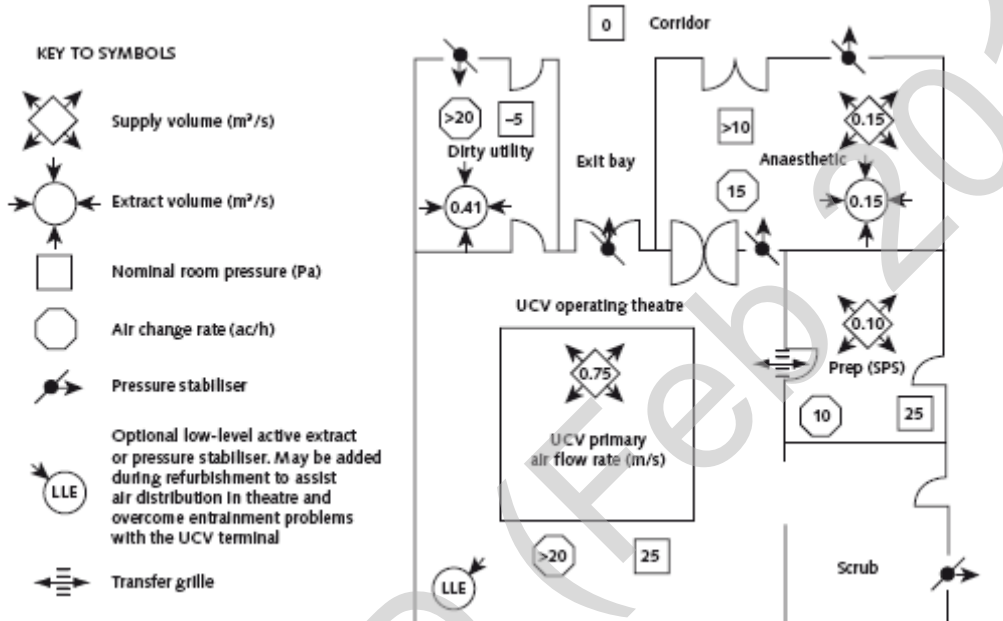 KEY TO SYMBOLS
Supply volume (m³/s)
Extract volume (m³/s)
Nominal room pressure (Pa)
Air change rate (ac/h)
Pressure stabiliser
Optional low-level active extract
or pressure stabiliser. May be added
during refurbishment to assist
air distribution in theatre and
overcome entrainment problems
with the UCV terminal
LLE
Transfer grille
0
Corridor
>20
-5
Dirty utility
0.41
Exit bay
>10
0.15
Anaesthetic
15
0.15
UCV operating theatre
0.75
UCV primary
air flow rate (m/s)
0.10
Prep (SPS)
10
25
>20
25
LLE
Scrub
(Feb 202